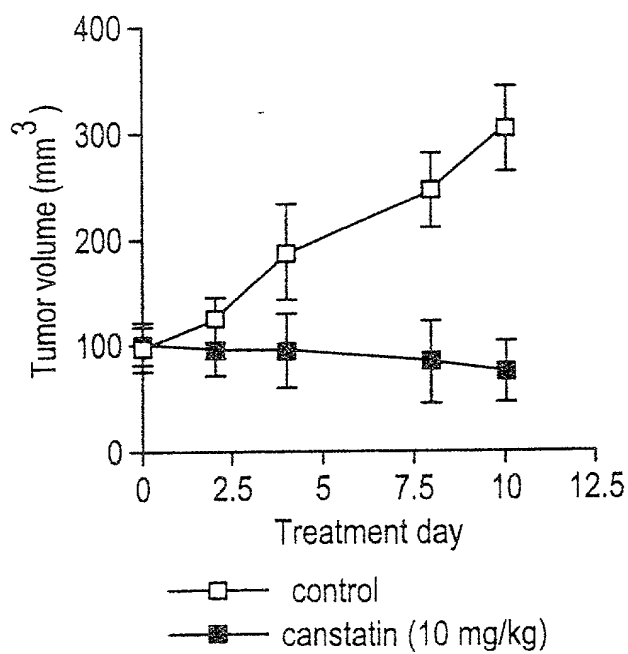 400
300
200
100
0
Tumor volume (mm³)
0 2.5 5 7.5 10 12.5
Treatment day
control
canstatin (10 mg/kg)